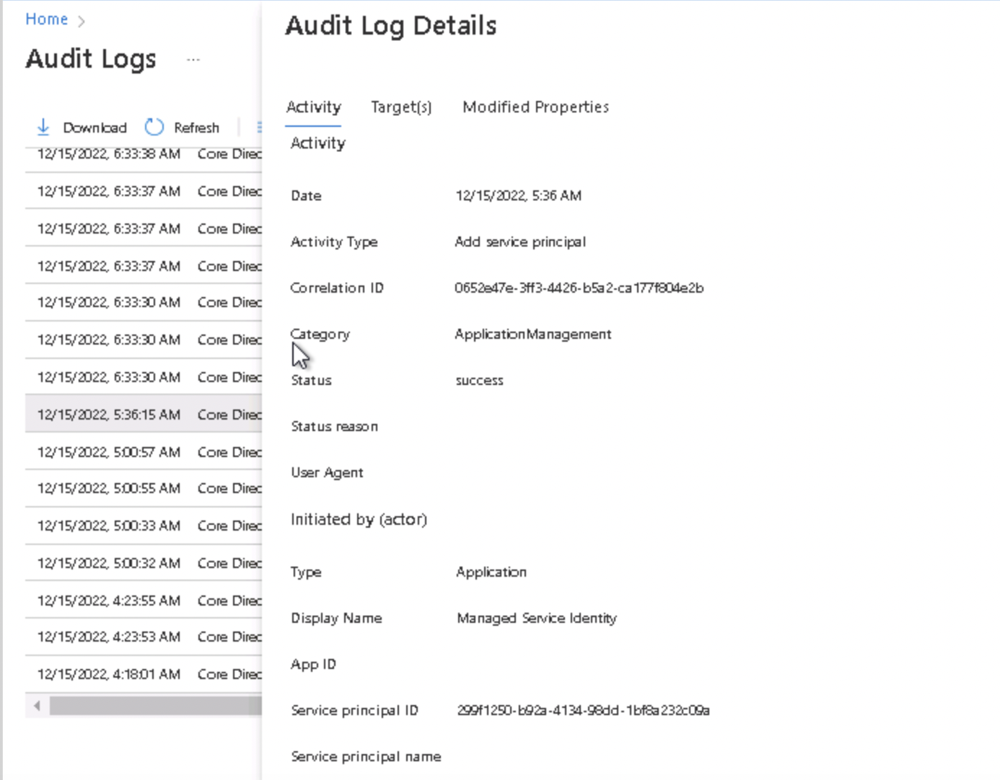 Home >
Audit Logs ...
Download Refresh
12/15/2022, 6:33:38 AM Core Direc
12/15/2022, 6:33:37 AM Core Direc
12/15/2022, 6:33:37 AM Core Direc
12/15/2022, 6:33:37 AM Core Direc
12/15/2022, 6:33:30 AM Core Direc
12/15/2022, 6:33:30 AM Core Direc
12/15/2022, 6:33:30 AM Core Direc
12/15/2022, 5:36:15 AM Core Direc
12/15/2022, 5:00:57 AM Core Direc
12/15/2022, 5:00:55 AM Core Direc
12/15/2022, 5:00:33 AM Core Direc
12/15/2022, 5:00:32 AM Core Direc
12/15/2022, 4:23:55 AM Core Direc
12/15/2022, 4:23:53 AM Core Direc
12/15/2022, 4:18:01 AM Core Direc
Audit Log Details
Activity Target(s) Modified Properties
Activity
Date 12/15/2022, 5:36 AM
Activity Type Add service principal
Correlation ID 0652e47e-3ff3-4426-b5a2-ca177f804e2b
Category ApplicationManagement
Status success
Status reason
User Agent
Initiated by (actor)
Type Application
Display Name Managed Service Identity
App ID
Service principal ID 299f1250-b92a-4134-98dd-1bf8a232c09a
Service principal name